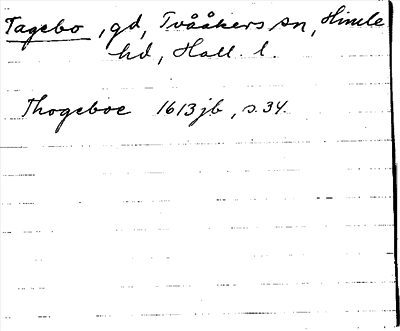 Tagebo, gd, Tvååkers sn, Himle
hd, Hall. l.
Thogeboe 1613 jb, s. 34.